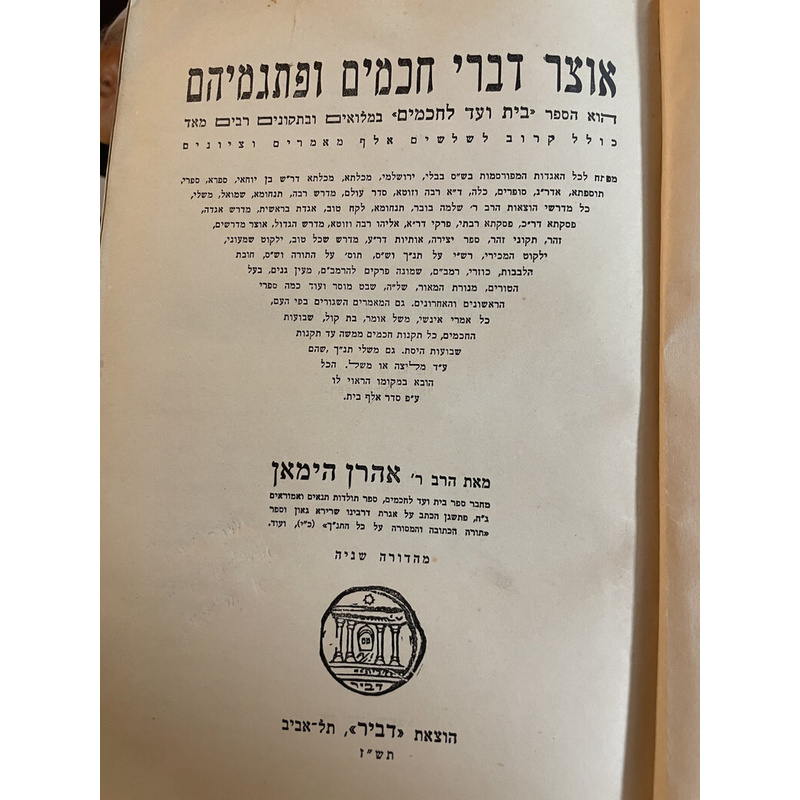 אוצר דברי חכמים ופתגמיהם
הוא הספר «בית ועד לחכמים» במלואים ובתקונים רבים מאד
כולל קרוב לשלשים אלף מאמרים וציונים
מפתח לכל האגדות המפורסמות בש״ס בבלי, ירושלמי, מכלתא, מכלתא דר״ש בן יוחאי, ספרא, ספרי,
תוספתא, אדר״נ, סופרים, כלה, ד״א רבה וזוטא, סדר עולם, מדרש רבה, תנחומא, שמואל, משלי,
כל מדרשי הוצאות הרב ר׳ שלמה בובר, תנחומא, לקח טוב, אגדת בראשית, מדרש אגדה,
פסקתא דר״כ, פסקתא רבתי, פרקי דר״א, אליהו רבה וזוטא, מדרש הגדול, אוצר מדרשים,
זהר, תקוני זהר, ספר יצירה, אותיות דר״ע, מדרש שכל טוב, ילקוט שמעוני,
ילקוט המכירי, רש״י על תנ״ך וש״ס, תוס׳ על התורה וש״ס, חובת
הלבבות, כוזרי, רמב״ם, שמונה פרקים להרמב״ם, מעין גנים, בעל
הטורים, מנורת המאור, של״ה, שבט מוסר ועוד כמה ספרי
הראשונים והאחרונים. גם המאמרים השגורים בפי העם,
כל אמרי אינשי, משל אומר, בת קול, שבועות
החכמים, כל תקנות חכמים ממשה עד תקנות
שבועות היסת. גם משלי תנ״ך, שהם
ע״ד מליצה או משל. הכל
הובא במקומו הראוי לו
ע״פ סדר אלף בית.
מאת הרב ר׳ אהרן הימאן
מחבר ספר בית ועד לחכמים, ספר תולדות תנאים ואמוראים
ג״ח, פתשגן הכתב על אגרת דרבינו שרירא גאון וספר
«תורה הכתובה והמסורה על כל התנ״ך» (כ״י), ועוד.
מהדורה שניה
דביר
הוצאת «דביר», תל־אביב
תש״ז